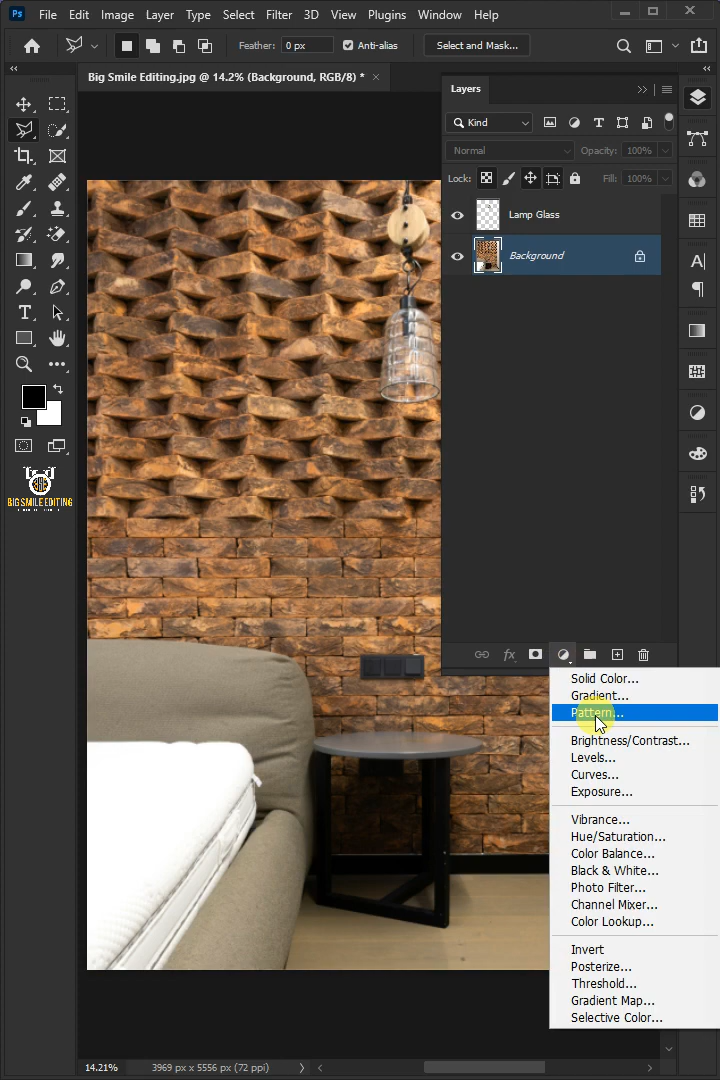 Ps File Edit Image Layer Type Select Filter 3D View Plugins Window Help
Feather: 0 px Anti-alias Select and Mask...
Big Smile Editing.jpg @ 14.2% (Background, RGB/8) * ×
Layers
Kind
Normal Opacity: 100%
Lock: Fill: 100%
Lamp Glass
Background
fx
BIG SMILE EDITING
Solid Color...
Gradient...
Pattern...
Brightness/Contrast...
Levels...
Curves...
Exposure...
Vibrance...
Hue/Saturation...
Color Balance...
Black & White...
Photo Filter...
Channel Mixer...
Color Lookup...
Invert
Posterize...
Threshold...
Gradient Map...
Selective Color...
14.21% 3969 px x 5556 px (72 ppi)